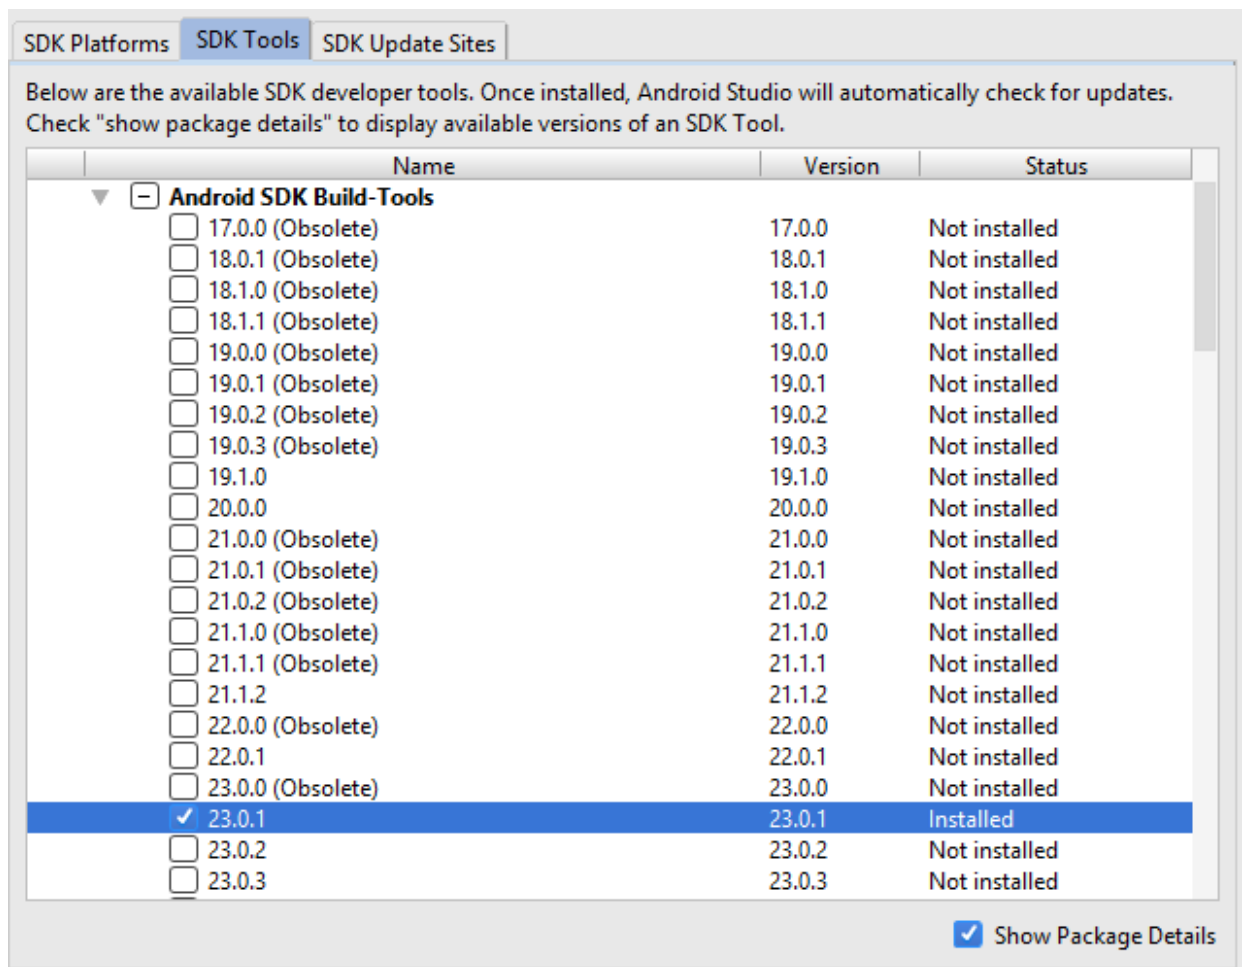 SDK Platforms SDK Tools SDK Update Sites
Below are the available SDK developer tools. Once installed, Android Studio will automatically check for updates.
Check "show package details" to display available versions of an SDK Tool.
Name Version Status
Android SDK Build-Tools
17.0.0 (Obsolete) 17.0.0 Not installed
18.0.1 (Obsolete) 18.0.1 Not installed
18.1.0 (Obsolete) 18.1.0 Not installed
18.1.1 (Obsolete) 18.1.1 Not installed
19.0.0 (Obsolete) 19.0.0 Not installed
19.0.1 (Obsolete) 19.0.1 Not installed
19.0.2 (Obsolete) 19.0.2 Not installed
19.0.3 (Obsolete) 19.0.3 Not installed
19.1.0 19.1.0 Not installed
20.0.0 20.0.0 Not installed
21.0.0 (Obsolete) 21.0.0 Not installed
21.0.1 (Obsolete) 21.0.1 Not installed
21.0.2 (Obsolete) 21.0.2 Not installed
21.1.0 (Obsolete) 21.1.0 Not installed
21.1.1 (Obsolete) 21.1.1 Not installed
21.1.2 21.1.2 Not installed
22.0.0 (Obsolete) 22.0.0 Not installed
22.0.1 22.0.1 Not installed
23.0.0 (Obsolete) 23.0.0 Not installed
23.0.1 23.0.1 Installed
23.0.2 23.0.2 Not installed
23.0.3 23.0.3 Not installed
Show Package Details